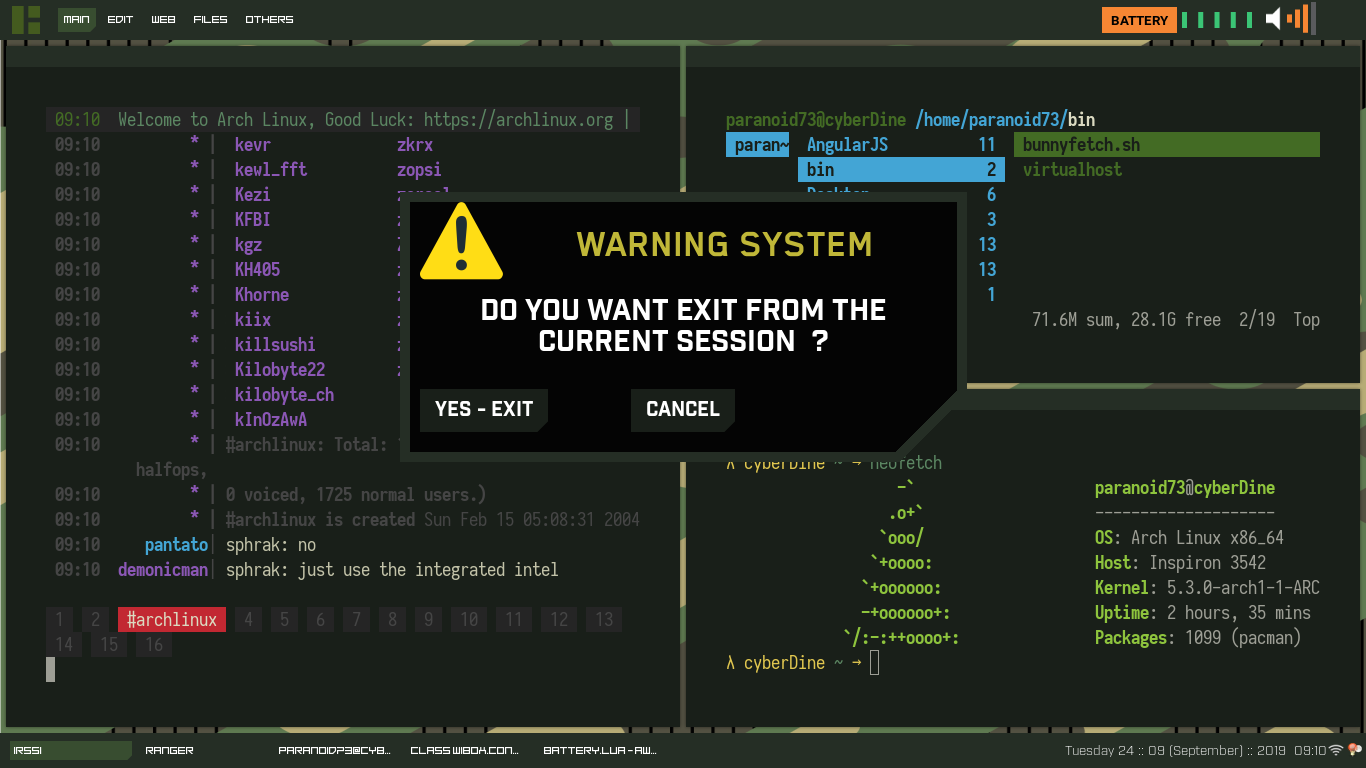 MAIN EDIT WEB FILES OTHERS BATTERY
09:10 Welcome to Arch Linux, Good Luck: https://archlinux.org |
09:10 * | kevr zkrx
09:10 * | kewl_fft zopsi
09:10 * | Kezi
09:10 * | KFBI
09:10 * | kgz
09:10 * | KH405
09:10 * | Khorne
09:10 * | kiix
09:10 * | killsushi
09:10 * | Kilobyte22
09:10 * | kilobyte_ch
09:10 * | kInOzAwA
09:10 * | #archlinux: Total:
halfops,
09:10 * | 0 voiced, 1725 normal users.)
09:10 * | #archlinux is created Sun Feb 15 05:08:31 2004
09:10 pantato| sphrak: no
09:10 demonicman| sphrak: just use the integrated intel
1 2 #archlinux 4 5 6 7 8 9 10 11 12 13
14 15 16
paranoid73@cyberDine /home/paranoid73/bin
paran~ AngularJS 11 bunnyfetch.sh
bin 2 virtualhost
6
3
13
13
1
71.6M sum, 28.1G free 2/19 Top
WARNING SYSTEM
DO YOU WANT EXIT FROM THE
CURRENT SESSION ?
YES - EXIT CANCEL
λ cyberDine ~ → neofetch
-` paranoid73@cyberDine
.o+` --------------------
`ooo/ OS: Arch Linux x86_64
`+oooo: Host: Inspiron 3542
`+oooooo: Kernel: 5.3.0-arch1-1-ARC
-+oooooo+: Uptime: 2 hours, 35 mins
`/:-:++oooo+: Packages: 1099 (pacman)
λ cyberDine ~ →
IRSSI RANGER PARANOID73@CYB... CLASS WIBOX.CON... BATTERY.LUA - AW... Tuesday 24 :: 09 (September) :: 2019 09:10